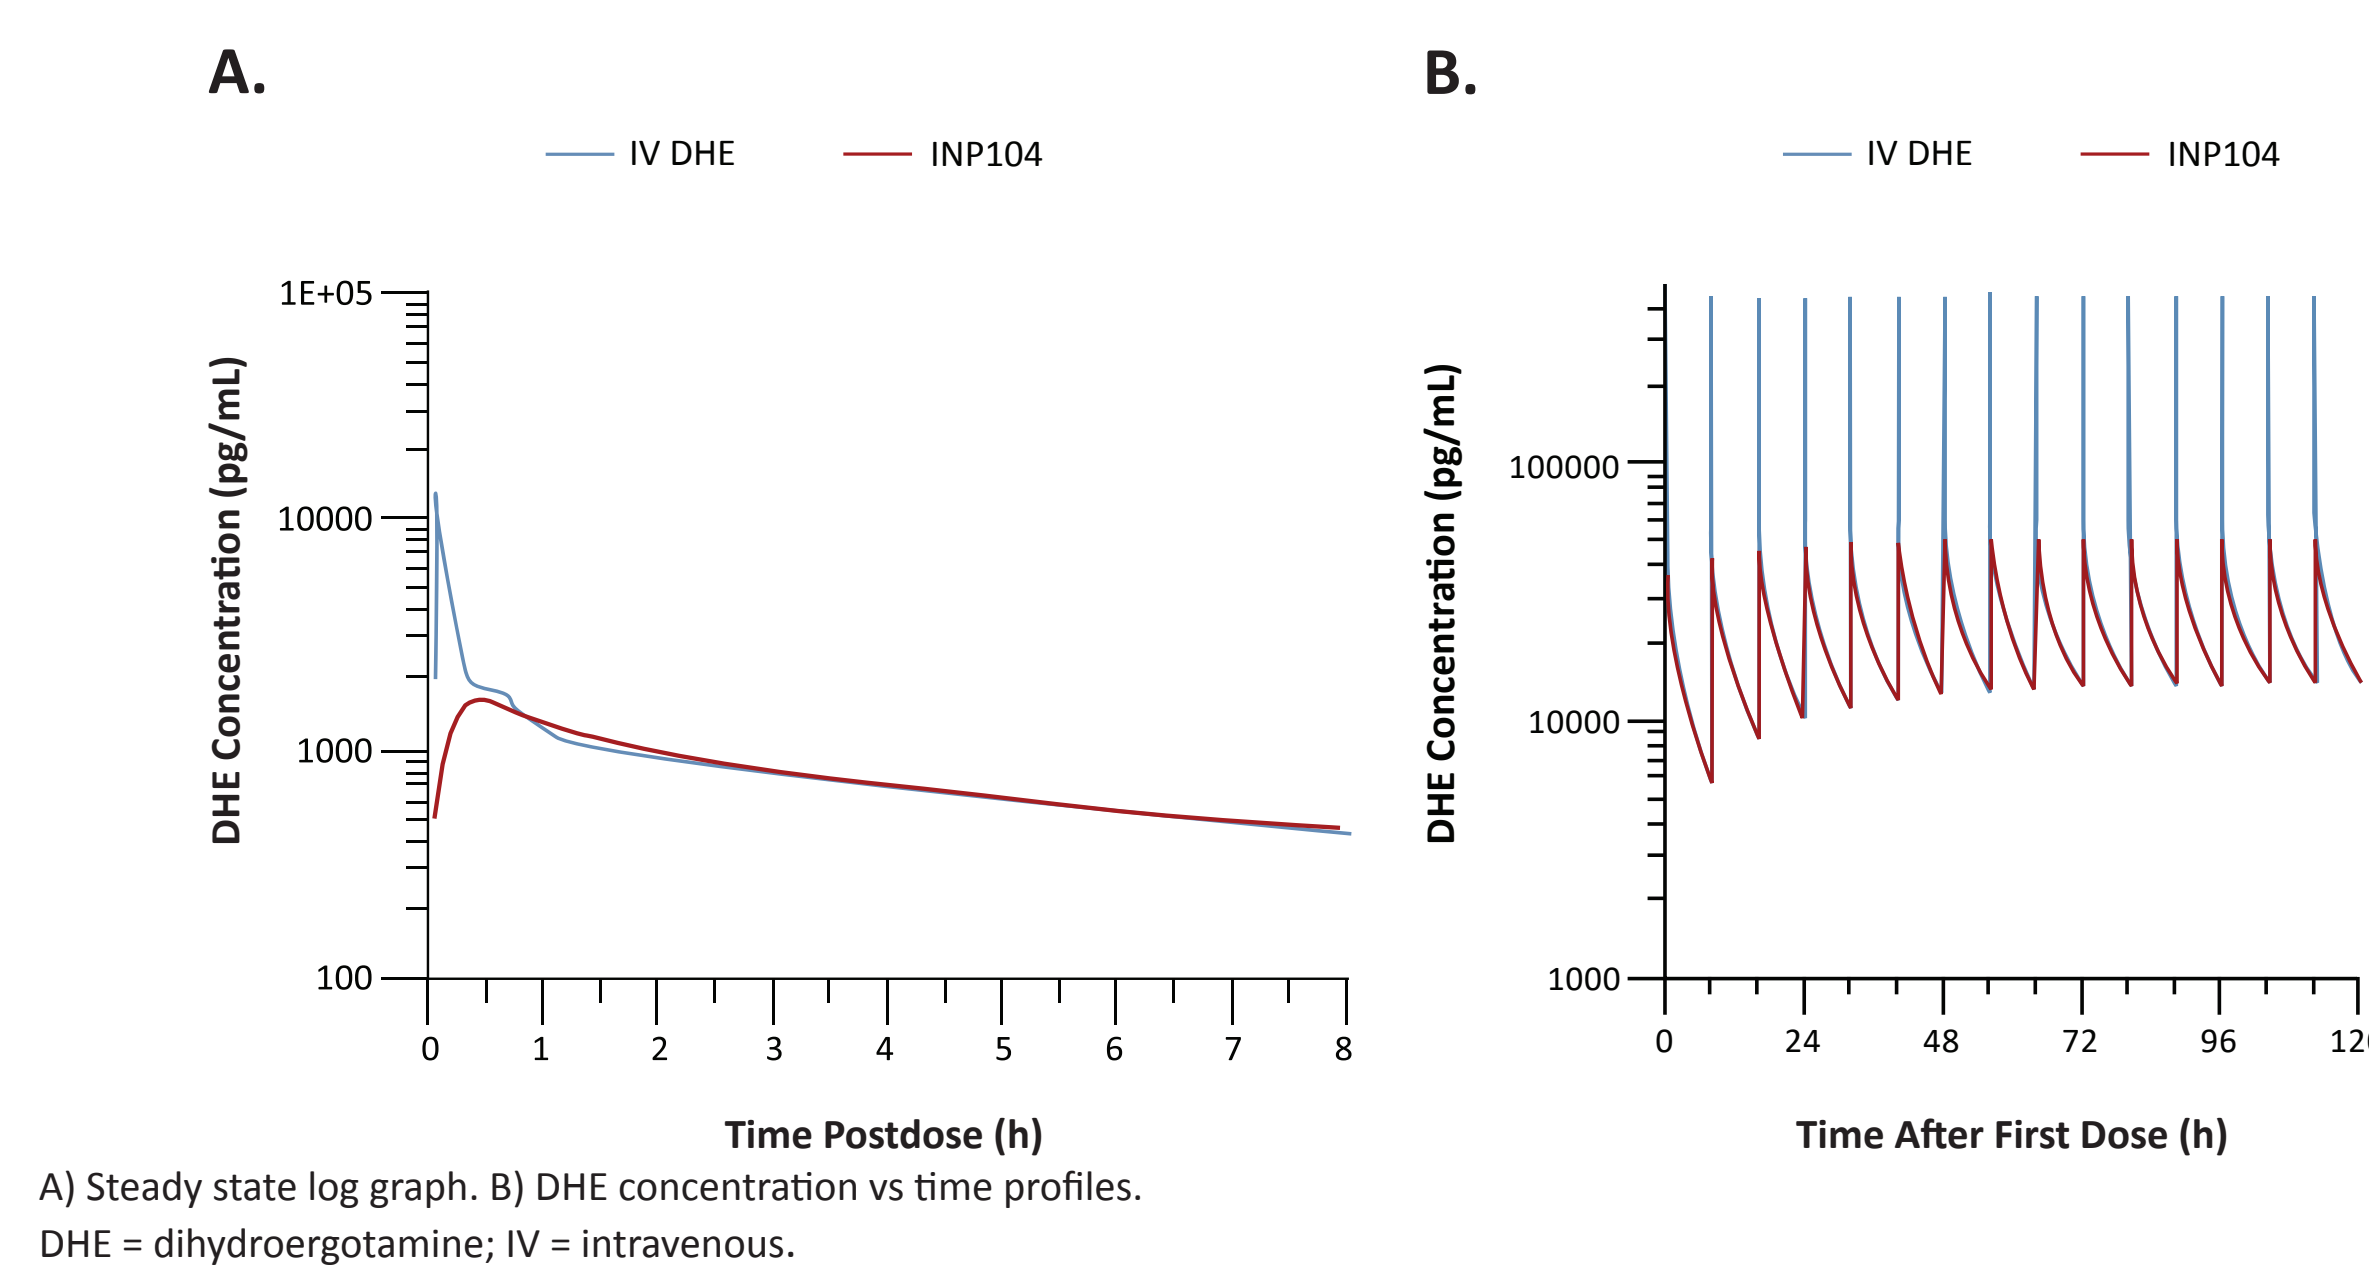 A.
IV DHE INP104
DHE Concentration (pg/mL)
1E+05
10000
1000
100
0 1 2 3 4 5 6 7 8
Time Postdose (h)
B.
IV DHE INP104
DHE Concentration (pg/mL)
100000
10000
1000
0 24 48 72 96
Time After First Dose (h)
A) Steady state log graph. B) DHE concentration vs time profiles.
DHE = dihydroergotamine; IV = intravenous.